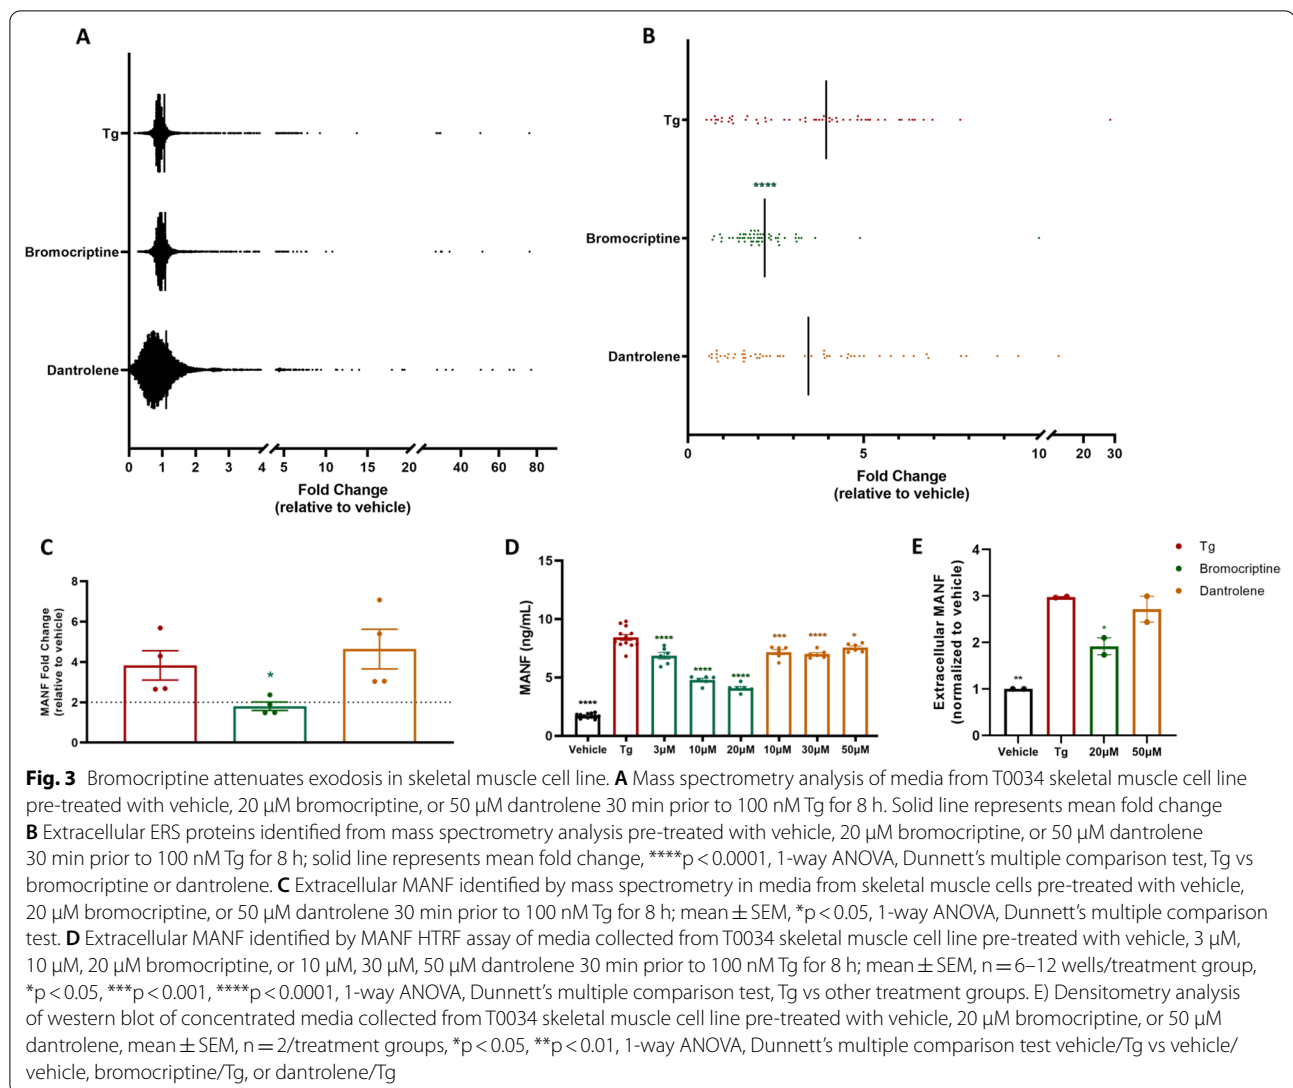 A
Tg
Bromocriptine
Dantrolene
0 1 2 3 4 5 10 15 20 40 60 80
Fold Change
(relative to vehicle)
B
Tg
****
Bromocriptine
Dantrolene
0 5 10 20 30
Fold Change
(relative to vehicle)
C
MANF Fold Change
(relative to vehicle)
8
6
4
2
0
*
D
MANF (ng/mL)
15
10
5
0
**** **** **** **** *** **** *
Vehicle Tg 3µM 10µM 20µM 10µM 30µM 50µM
E
Extracellular MANF
(normalized to vehicle)
4
3
2
1
0
** *
Vehicle Tg 20µM 50µM
Tg
Bromocriptine
Dantrolene
Fig. 3 Bromocriptine attenuates exodosis in skeletal muscle cell line. A Mass spectrometry analysis of media from T0034 skeletal muscle cell line
pre-treated with vehicle, 20 µM bromocriptine, or 50 µM dantrolene 30 min prior to 100 nM Tg for 8 h. Solid line represents mean fold change
B Extracellular ERS proteins identified from mass spectrometry analysis pre-treated with vehicle, 20 µM bromocriptine, or 50 µM dantrolene
30 min prior to 100 nM Tg for 8 h; solid line represents mean fold change, ****p < 0.0001, 1-way ANOVA, Dunnett's multiple comparison test, Tg vs
bromocriptine or dantrolene. C Extracellular MANF identified by mass spectrometry in media from skeletal muscle cells pre-treated with vehicle,
20 µM bromocriptine, or 50 µM dantrolene 30 min prior to 100 nM Tg for 8 h; mean ± SEM, *p < 0.05, 1-way ANOVA, Dunnett's multiple comparison
test. D Extracellular MANF identified by MANF HTRF assay of media collected from T0034 skeletal muscle cell line pre-treated with vehicle, 3 µM,
10 µM, 20 µM bromocriptine, or 10 µM, 30 µM, 50 µM dantrolene 30 min prior to 100 nM Tg for 8 h; mean ± SEM, n = 6–12 wells/treatment group,
*p < 0.05, ***p < 0.001, ****p < 0.0001, 1-way ANOVA, Dunnett's multiple comparison test, Tg vs other treatment groups. E) Densitometry analysis
of western blot of concentrated media collected from T0034 skeletal muscle cell line pre-treated with vehicle, 20 µM bromocriptine, or 50 µM
dantrolene, mean ± SEM, n = 2/treatment groups, *p < 0.05, **p < 0.01, 1-way ANOVA, Dunnett's multiple comparison test vehicle/Tg vs vehicle/
vehicle, bromocriptine/Tg, or dantrolene/Tg